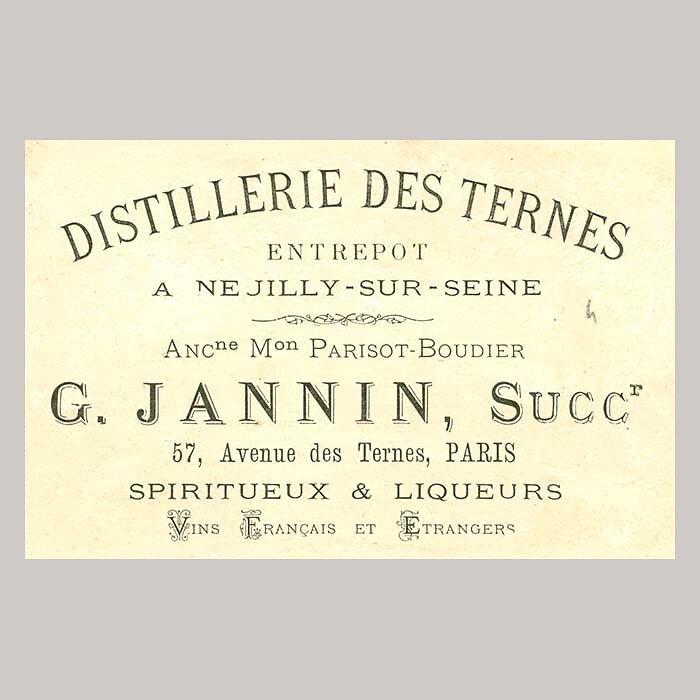 DISTILLERIE DES TERNES
ENTREPOT
A NEJILLY-SUR-SEINE
ANCne Mon PARISOT-BOUDIER
G. JANNIN, SUCCr
57, Avenue des Ternes, PARIS
SPIRITUEUX & LIQUEURS
VINS FRANÇAIS ET ETRANGERS